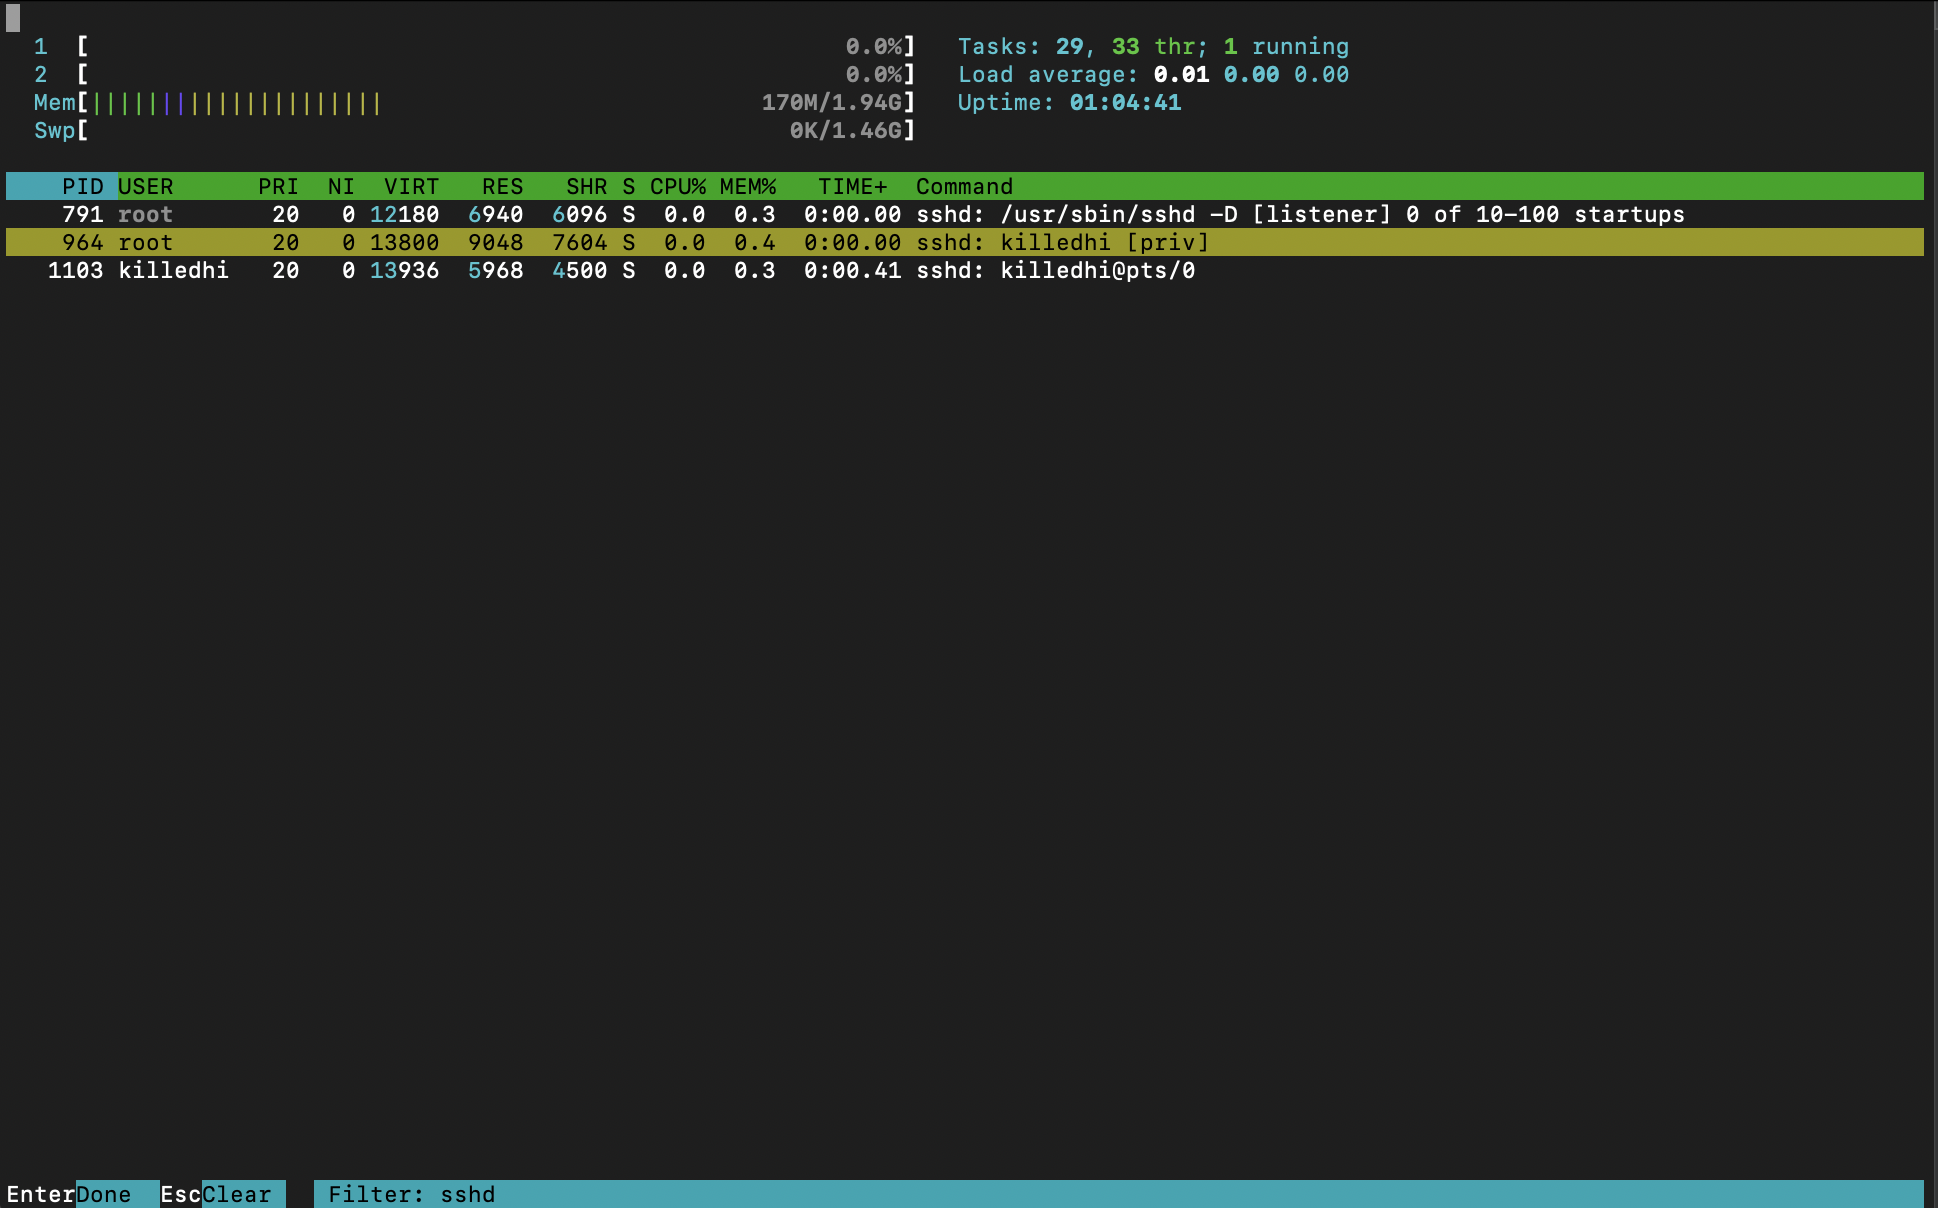 1 [ 0.0%] Tasks: 29, 33 thr; 1 running
2 [ 0.0%] Load average: 0.01 0.00 0.00
Mem[||||||||||||||||||||| 170M/1.94G] Uptime: 01:04:41
Swp[ 0K/1.46G]
PID USER PRI NI VIRT RES SHR S CPU% MEM% TIME+ Command
791 root 20 0 12180 6940 6096 S 0.0 0.3 0:00.00 sshd: /usr/sbin/sshd -D [listener] 0 of 10-100 startups
964 root 20 0 13800 9048 7604 S 0.0 0.4 0:00.00 sshd: killedhi [priv]
1103 killedhi 20 0 13936 5968 4500 S 0.0 0.3 0:00.41 sshd: killedhi@pts/0
EnterDone EscClear Filter: sshd